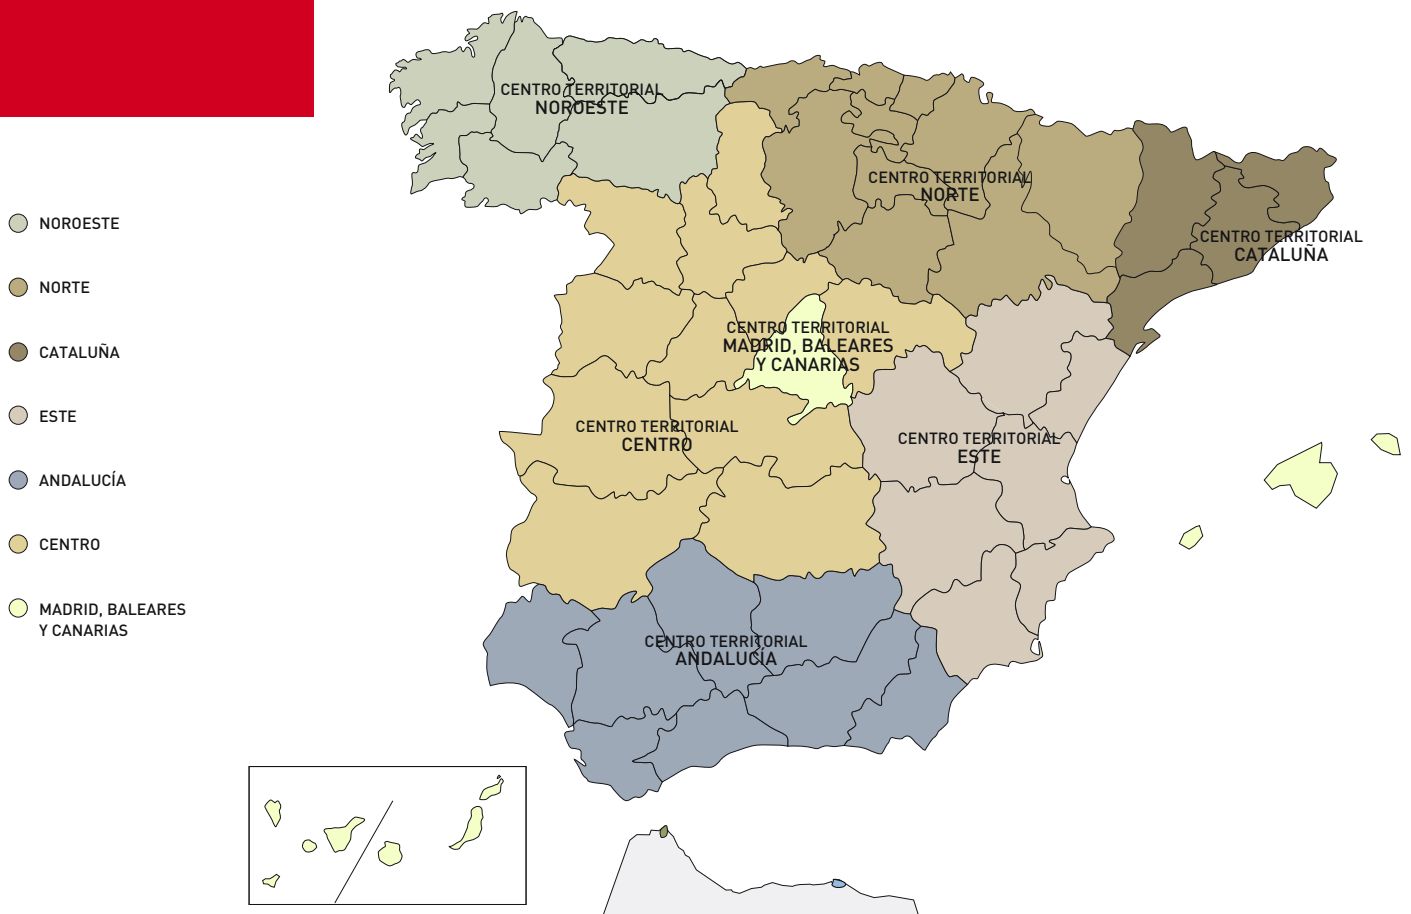 NOROESTE
NORTE
CATALUÑA
ESTE
ANDALUCÍA
CENTRO
MADRID, BALEARES
Y CANARIAS
CENTRO TERRITORIAL
NOROESTE
CENTRO TERRITORIAL
NORTE
CENTRO TERRITORIAL
CATALUÑA
CENTRO TERRITORIAL
MADRID, BALEARES
Y CANARIAS
CENTRO TERRITORIAL
CENTRO
CENTRO TERRITORIAL
ESTE
CENTRO TERRITORIAL
ANDALUCÍA